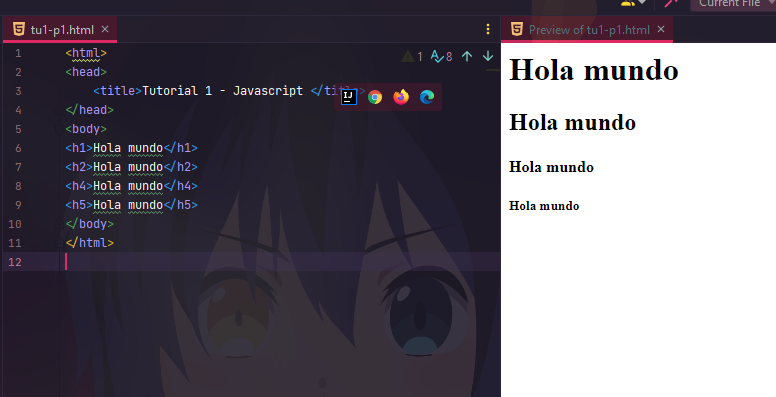 Current File
tu1-p1.html
Preview of tu1-p1.html
1 <html>
2 <head>
3 <title>Tutorial 1 - Javascript </title>
4 </head>
5 <body>
6 <h1>Hola mundo</h1>
7 <h2>Hola mundo</h2>
8 <h4>Hola mundo</h4>
9 <h5>Hola mundo</h5>
10 </body>
11 </html>
12
1 8
IJ
Hola mundo
Hola mundo
Hola mundo
Hola mundo